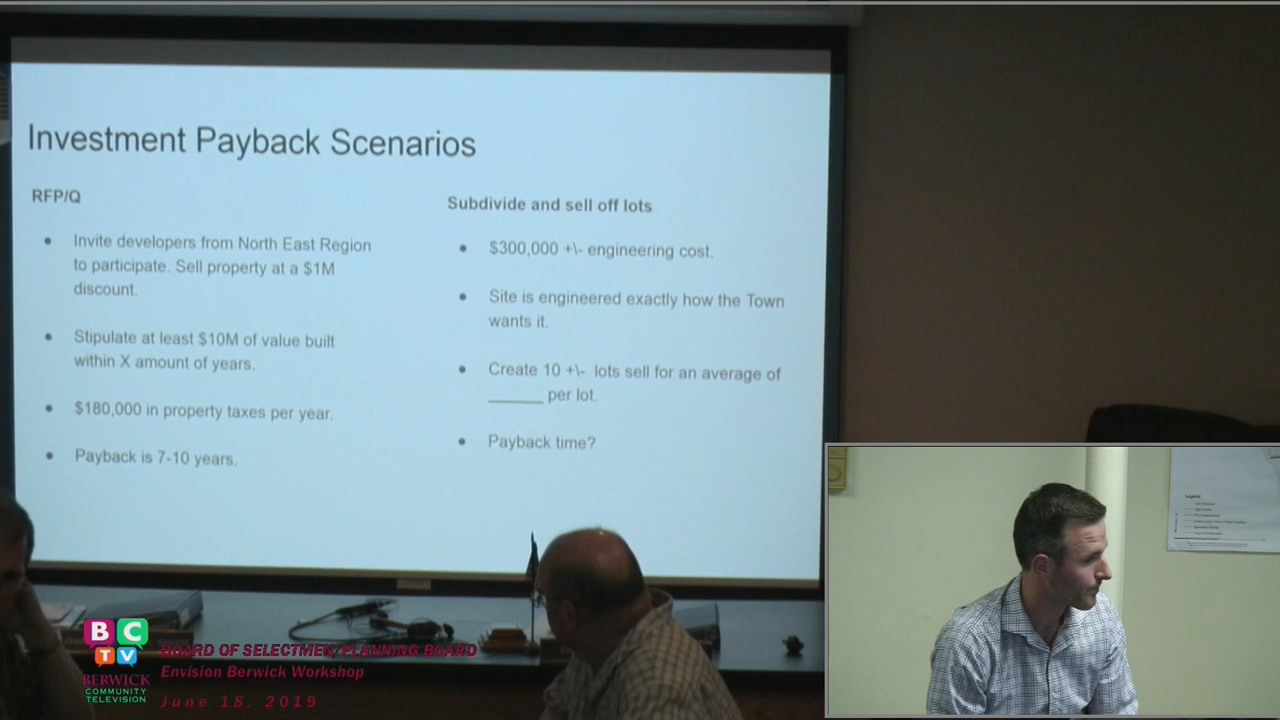 Investment Payback Scenarios
RFP/Q
• Invite developers from North East Region
to participate. Sell property at a $1M
discount.
• Stipulate at least $10M of value built
within X amount of years.
• $180,000 in property taxes per year.
• Payback is 7-10 years.
Subdivide and sell off lots
• $300,000 +\- engineering cost.
• Site is engineered exactly how the Town
wants it.
• Create 10 +\- lots sell for an average of
______ per lot.
• Payback time?
Legend
BC
TV
BERWICK
COMMUNITY
TELEVISION
BOARD OF SELECTMEN/PLANNING BOARD
Envision Berwick Workshop
June 18, 2019